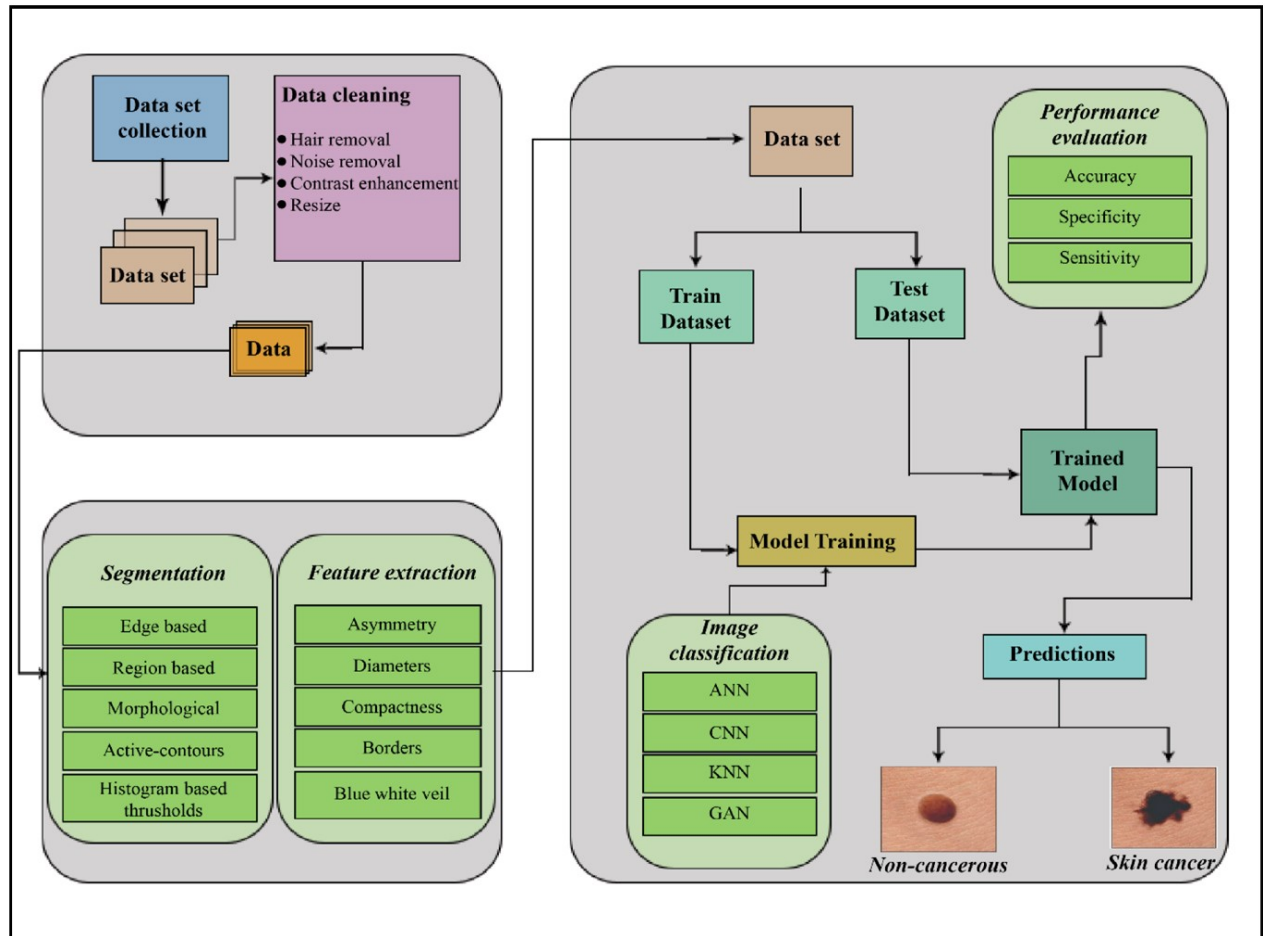 Data set
collection
Data set
Data cleaning
● Hair removal
● Noise removal
● Contrast enhancement
● Resize
Data
Segmentation
Edge based
Region based
Morphological
Active-contours
Histogram based
thrusholds
Feature extraction
Asymmetry
Diameters
Compactness
Borders
Blue white veil
Data set
Train
Dataset
Test
Dataset
Performance
evaluation
Accuracy
Specificity
Sensitivity
Trained
Model
Model Training
Image
classification
ANN
CNN
KNN
GAN
Predictions
Non-cancerous
Skin cancer